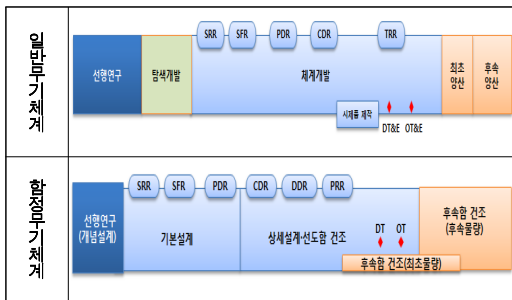 일반무기체계
SRR
SFR
PDR
CDR
TRR
선행연구
탐색개발
체계개발
최초
양산
후속
양산
시제품 제작
DT&E
OT&E
함정무기체계
SRR
SFR
PDR
CDR
DDR
PRR
선행연구
(개념설계)
기본설계
상세설계·선도함 건조
DT
OT
후속함 건조
(후속물량)
후속함 건조(최초물량)